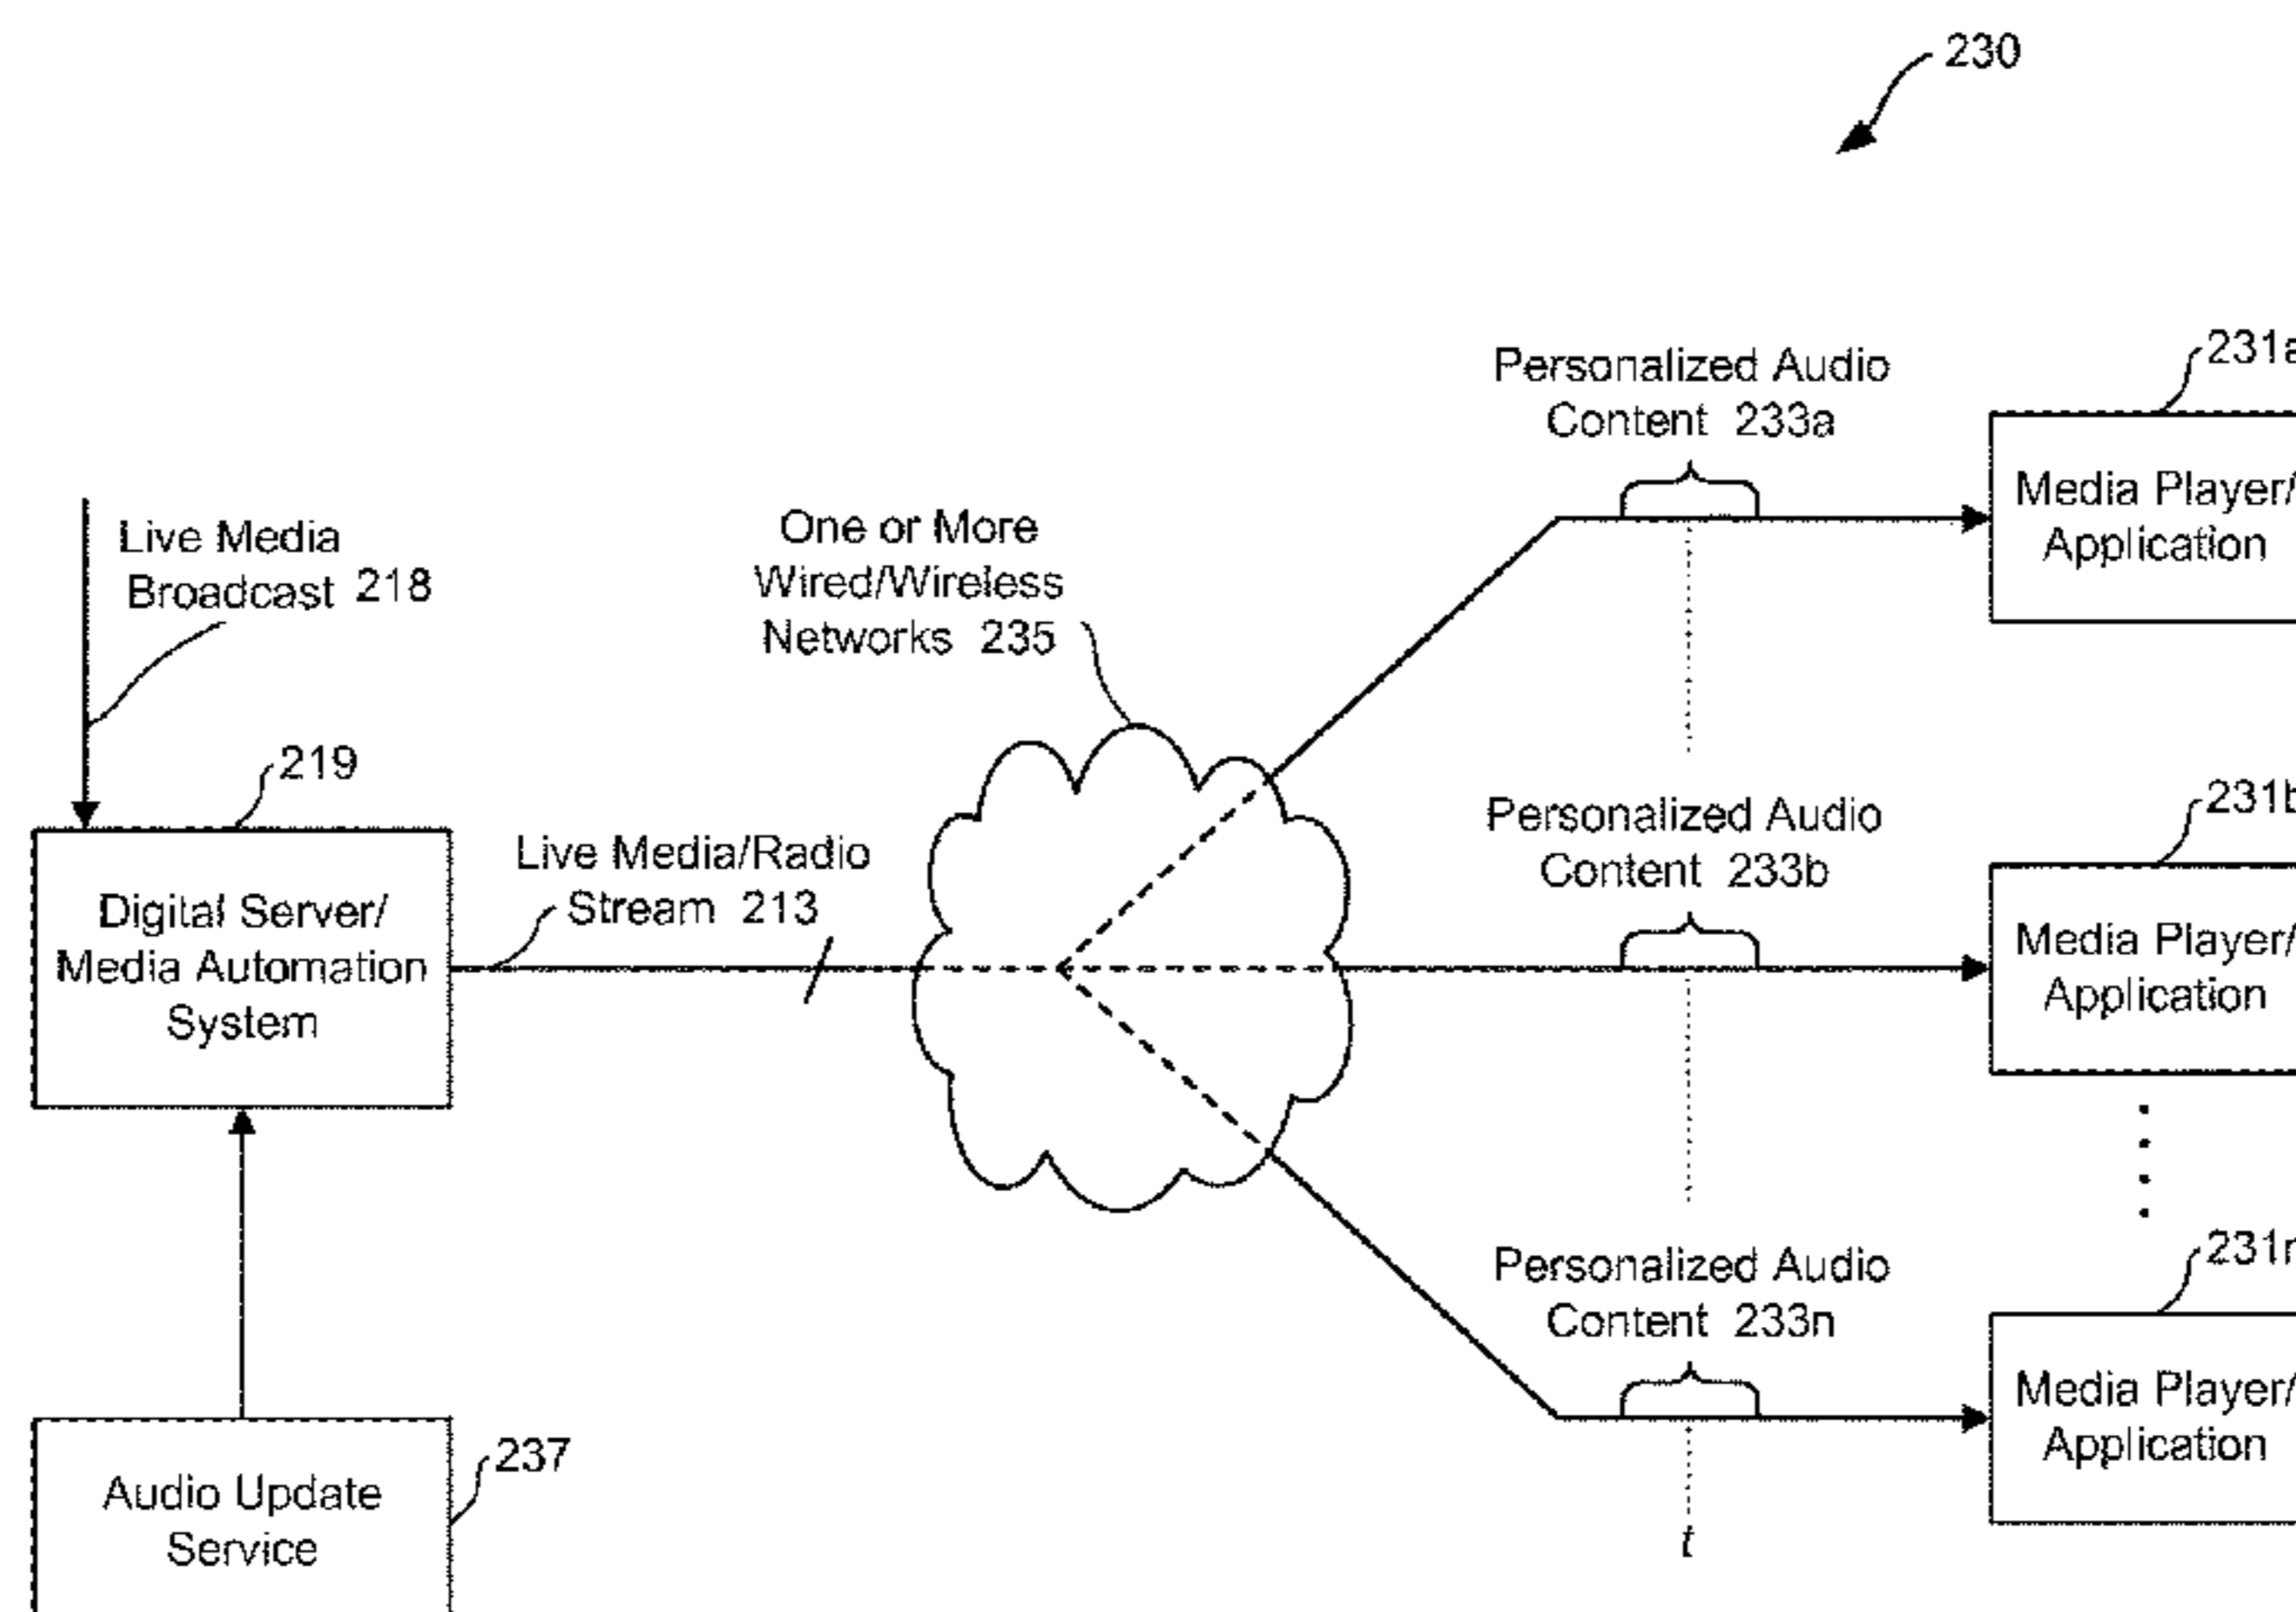 230
Personalized Audio
Content 233a
231a
Media Player/
Application
Live Media
Broadcast 218
One or More
Wired/Wireless
Networks 235
219
Digital Server/
Media Automation
System
Live Media/Radio
Stream 213
Personalized Audio
Content 233b
231b
Media Player/
Application
Personalized Audio
Content 233n
231n
Media Player/
Application
t
237
Audio Update
Service